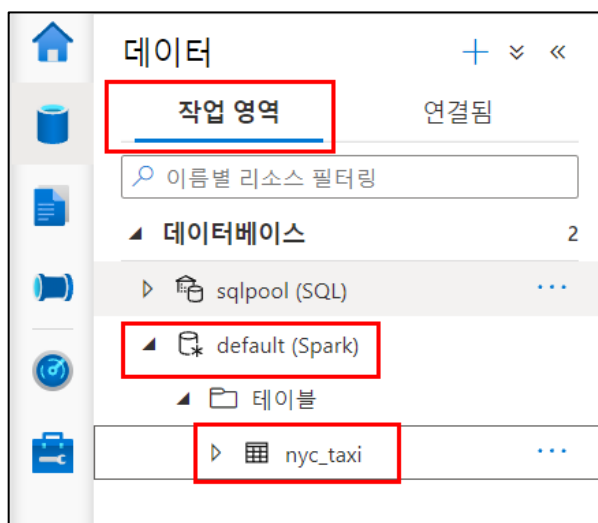 데이터
작업 영역 연결됨
이름별 리소스 필터링
데이터베이스 2
sqlpool (SQL)
default (Spark)
테이블
nyc_taxi